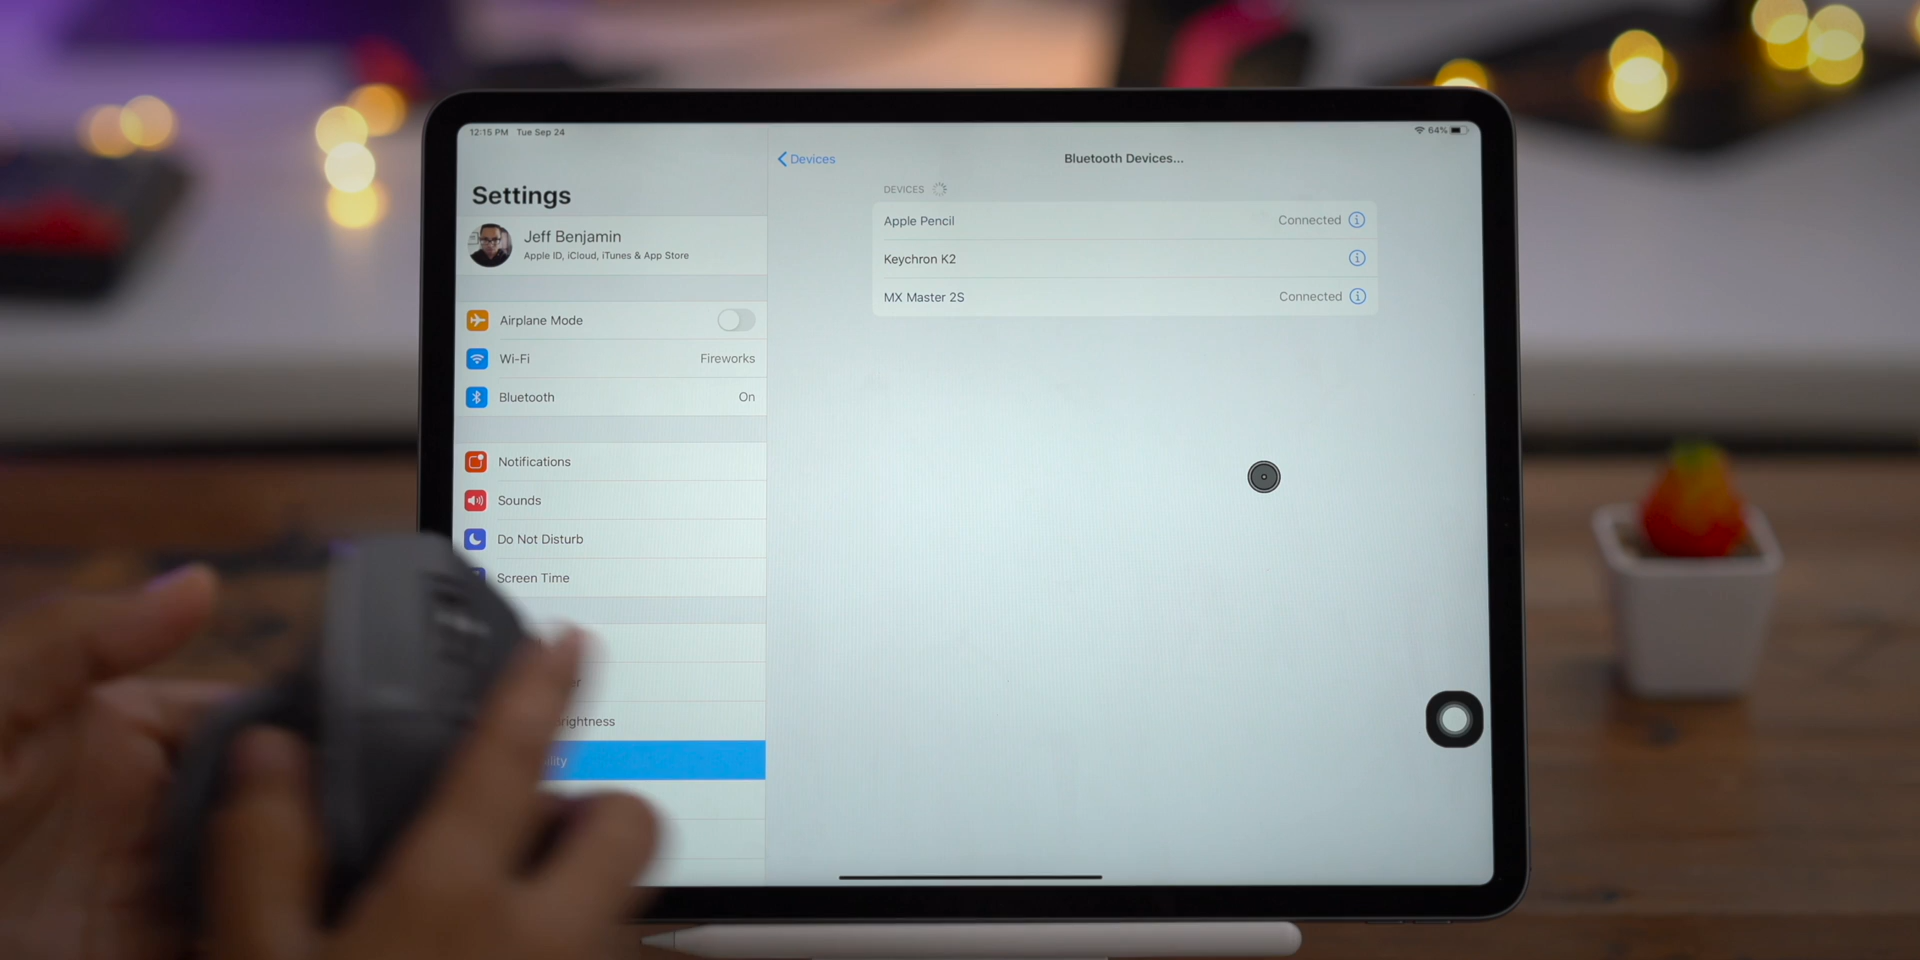 12:15 PM Tue Sep 24
64%
Settings
Jeff Benjamin
Apple ID, iCloud, iTunes & App Store
Airplane Mode
Wi-Fi Fireworks
Bluetooth On
Notifications
Sounds
Do Not Disturb
Screen Time
Devices
Bluetooth Devices...
DEVICES
Apple Pencil Connected
Keychron K2
MX Master 2S Connected